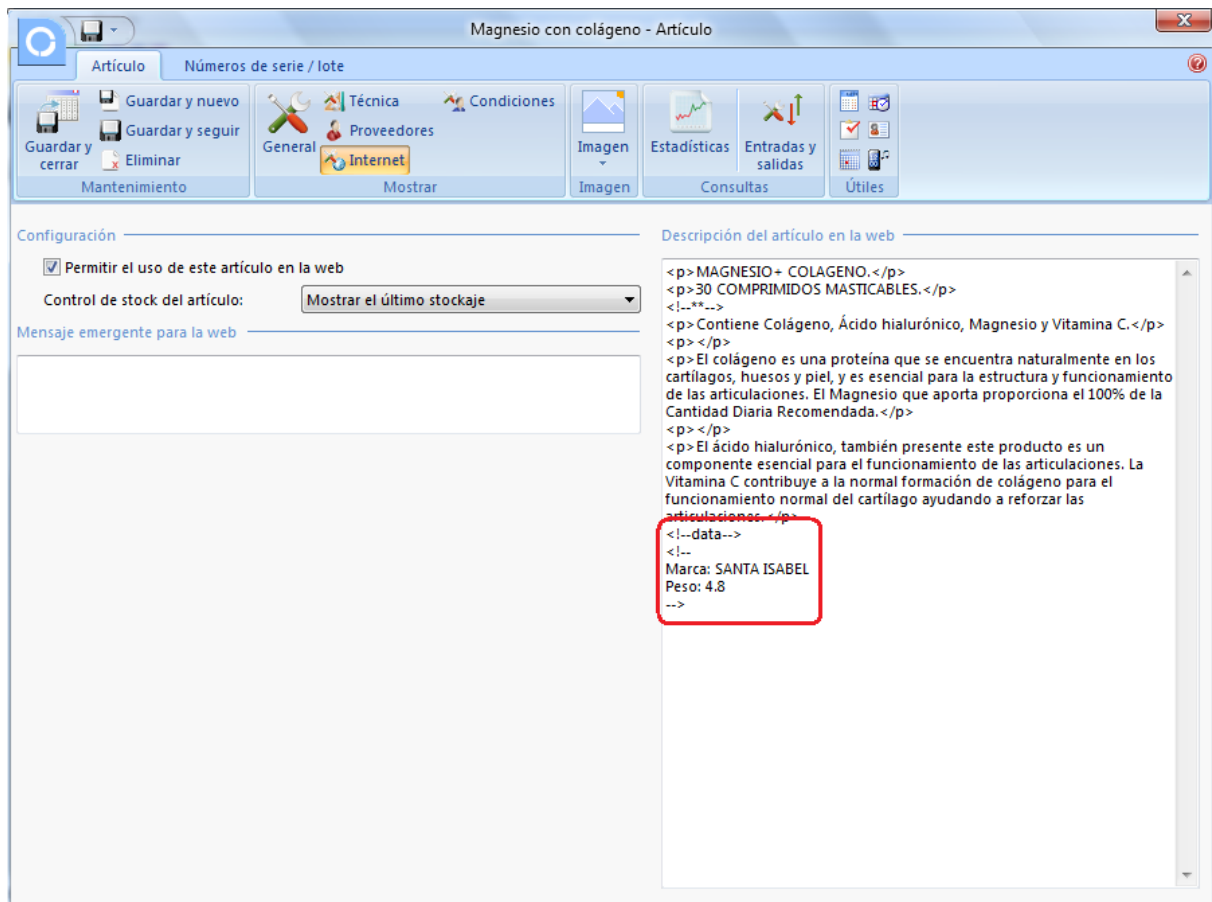 Magnesio con colágeno - Artículo
Artículo
Números de serie / lote
Guardar y cerrar
Guardar y nuevo
Guardar y seguir
Eliminar
Mantenimiento
General
Técnica
Proveedores
Internet
Condiciones
Mostrar
Imagen
Imagen
Estadísticas
Entradas y salidas
Consultas
Útiles
Configuración
Permitir el uso de este artículo en la web
Control de stock del artículo:
Mostrar el último stockaje
Mensaje emergente para la web
Descripción del artículo en la web
<p>MAGNESIO+ COLAGENO.</p>
<p>30 COMPRIMIDOS MASTICABLES.</p>
<!--**-->
<p>Contiene Colágeno, Ácido hialurónico, Magnesio y Vitamina C.</p>
<p></p>
<p>El colágeno es una proteína que se encuentra naturalmente en los
cartílagos, huesos y piel, y es esencial para la estructura y funcionamiento
de las articulaciones. El Magnesio que aporta proporciona el 100% de la
Cantidad Diaria Recomendada.</p>
<p></p>
<p>El ácido hialurónico, también presente este producto es un
componente esencial para el funcionamiento de las articulaciones. La
Vitamina C contribuye a la normal formación de colágeno para el
funcionamiento normal del cartílago ayudando a reforzar las
articulaciones.</p>
<!--data-->
<!--
Marca: SANTA ISABEL
Peso: 4.8
-->